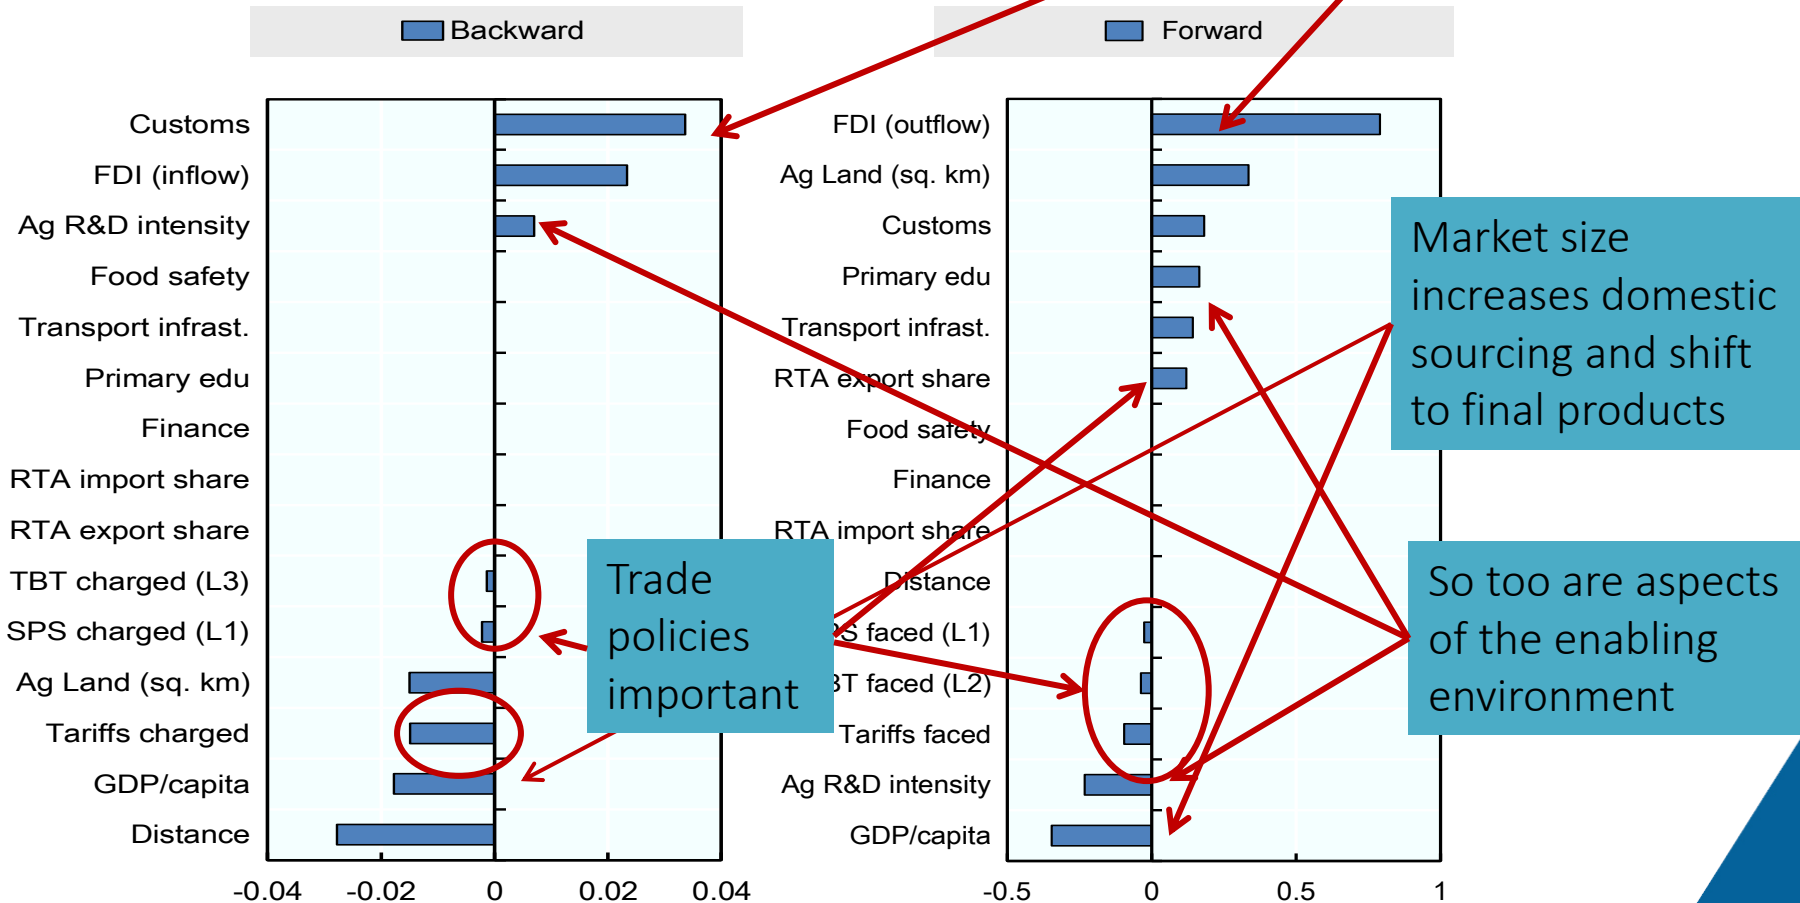 Backward
Customs
FDI (inflow)
Ag R&D intensity
Food safety
Transport infrast.
Primary edu
Finance
RTA import share
RTA export share
TBT charged (L3)
SPS charged (L1)
Ag Land (sq. km)
Tariffs charged
GDP/capita
Distance
-0.04 -0.02 0 0.02 0.04
Trade
policies
important
Forward
FDI (outflow)
Ag Land (sq. km)
Customs
Primary edu
Transport infrast.
RTA export share
Food safety
Finance
RTA import share
Distance
faced (L1)
faced (L2)
Tariffs faced
Ag R&D intensity
GDP/capita
-0.5 0 0.5 1
Market size
increases domestic
sourcing and shift
to final products
So too are aspects
of the enabling
environment